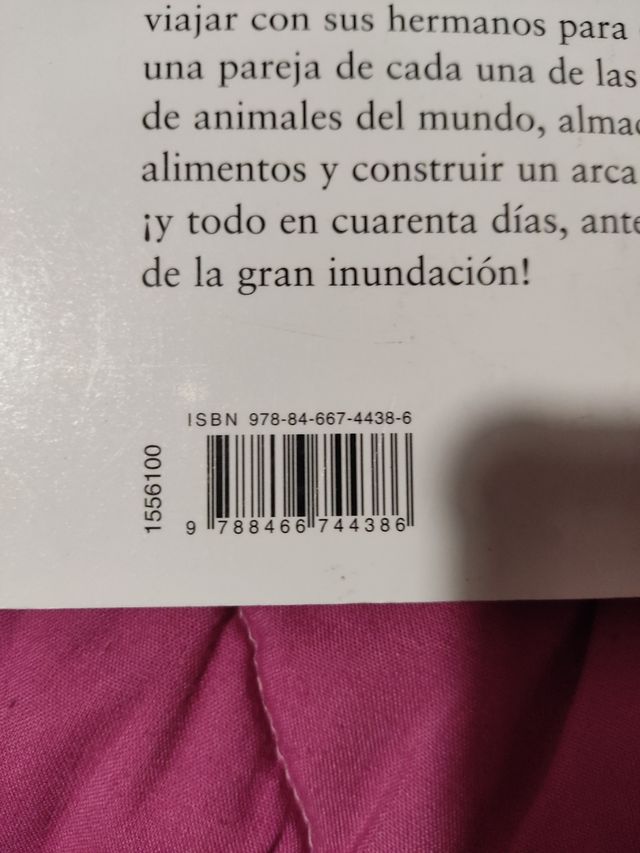 viajar con sus hermanos para
una pareja de cada una de las
de animales del mundo,
alimentos y construir un arca
¡y todo en cuarenta días,
de la gran inundación!
ISBN 978-84-667-4438-6
1556100
9 788466 744386